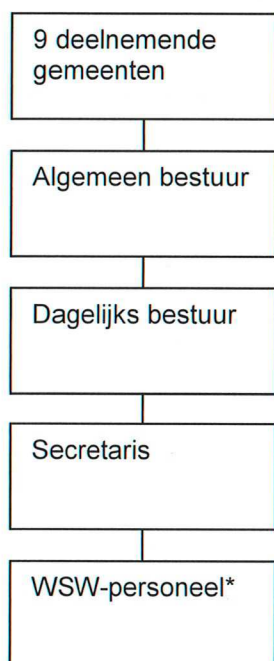 9 deelnemende
gemeenten
Algemeen bestuur
Dagelijks bestuur
Secretaris
WSW-personeel*